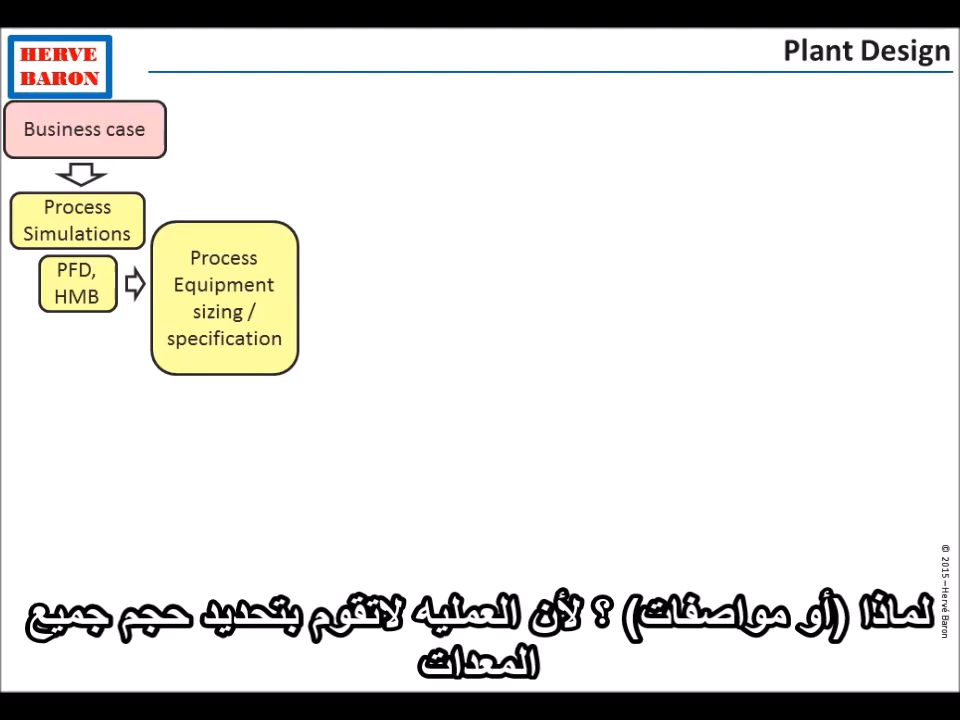 HERVE
BARON
Plant Design
Business case
Process
Simulations
PFD,
HMB
Process
Equipment
sizing /
specification
© 2015 – Hervé Baron
لماذا (أو مواصفات) ؟ لأن العمليه لاتقوم بتحديد حجم جميع
المعدات